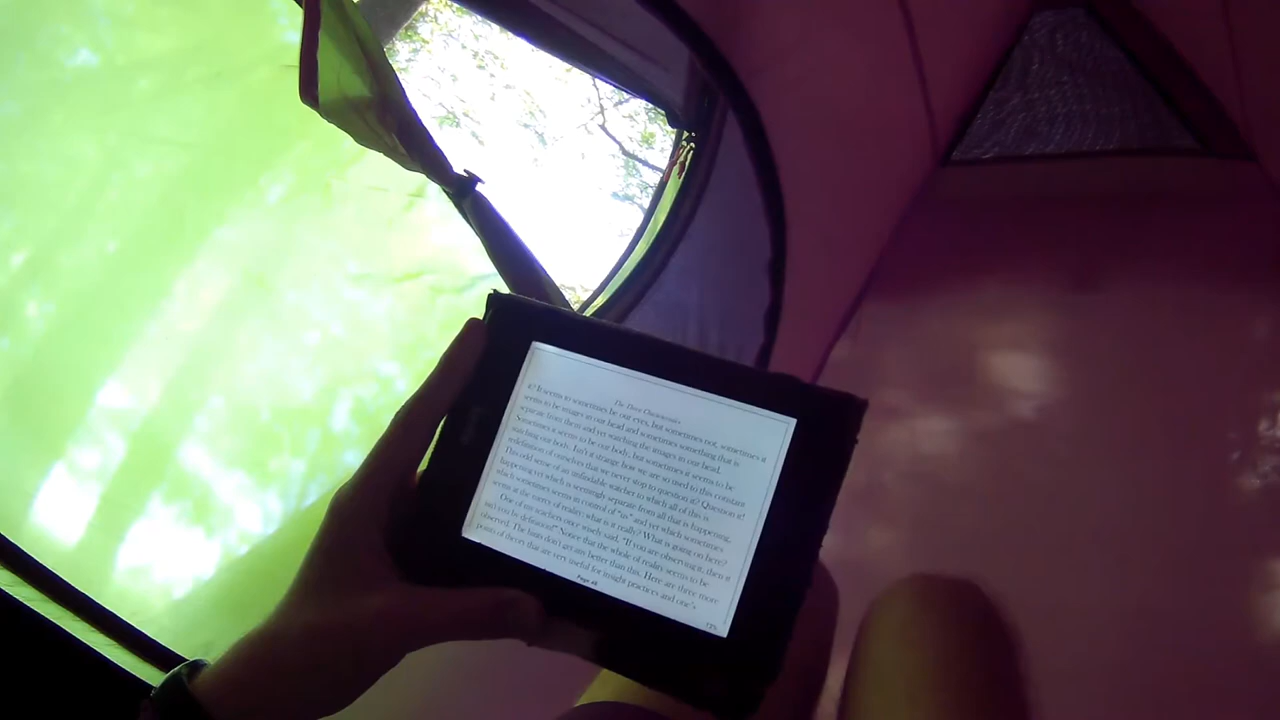 The Three Characteristics
it? It seems to sometimes be our eyes, but sometimes not, sometimes it
seems to be images in our head and sometimes something that is
separate from them and yet watching the images in our head.
Sometimes it seems to be our body, but sometimes it seems to be
watching our body. Isn't it strange how we are so used to this constant
redefinition of ourselves that we never stop to question it? Question it!
This odd sense of an unfindable watcher to which all of this is
happening yet which is seemingly separate from all that is happening,
which sometimes seems in control of "us" and yet which sometimes
seems at the mercy of reality: what is it really? What is going on here?
One of my teachers once wisely said, "If you are observing it, then it
isn't you by definition!" Notice that the whole of reality seems to be
observed. The hints don't get any better than this. Here are three more
points of theory that are very useful for insight practices and one's
Page 48
13%